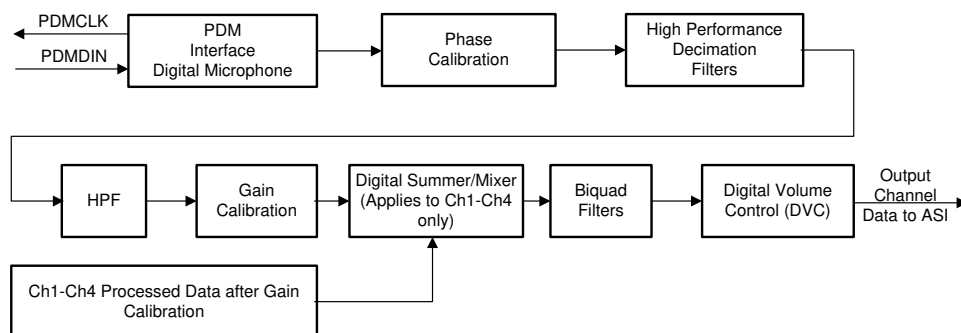 PDMCLK
PDMDIN
PDM
Interface
Digital Microphone
Phase
Calibration
High Performance
Decimation
Filters
HPF
Gain
Calibration
Digital Summer/Mixer
(Applies to Ch1-Ch4
only)
Biquad
Filters
Digital Volume
Control (DVC)
Output
Channel
Data to ASI
Ch1-Ch4 Processed Data after Gain
Calibration